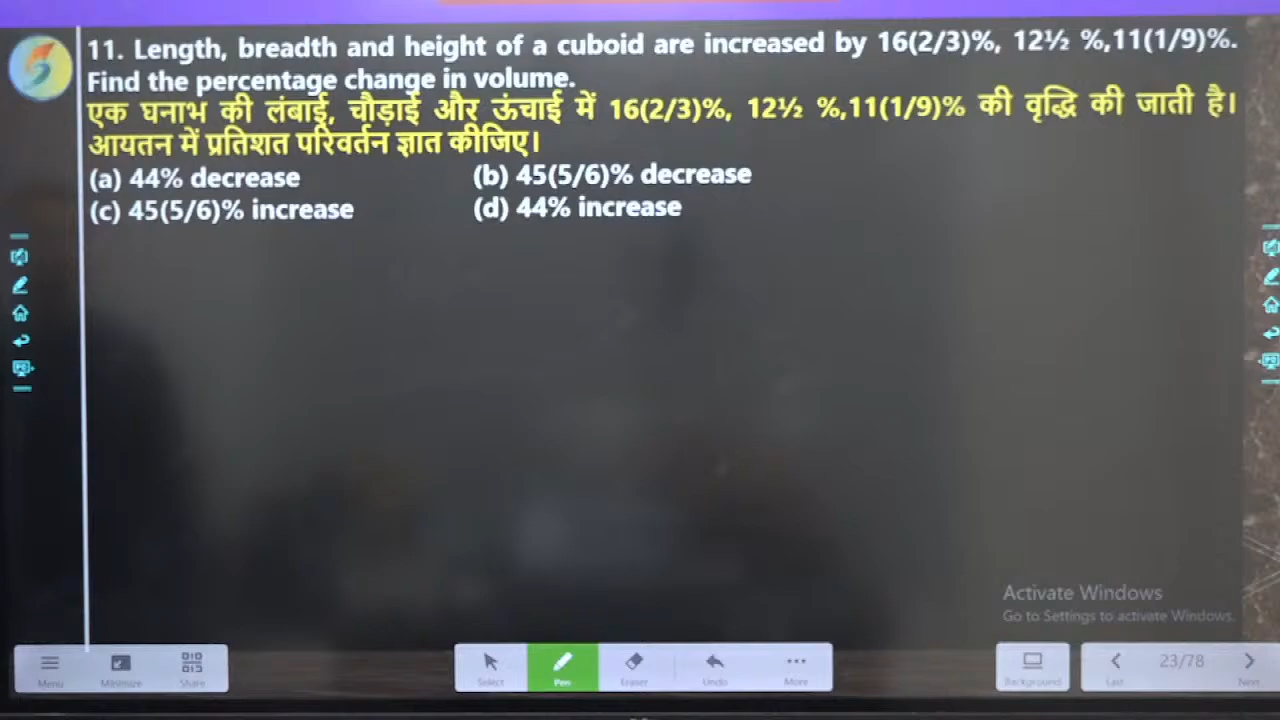 11. Length, breadth and height of a cuboid are increased by 16(2/3)%, 12½ %,11(1/9)%.
Find the percentage change in volume.
एक घनाभ की लंबाई, चौड़ाई और ऊंचाई में 16(2/3)%, 12½ %,11(1/9)% की वृद्धि की जाती है।
आयतन में प्रतिशत परिवर्तन ज्ञात कीजिए।
(a) 44% decrease (b) 45(5/6)% decrease
(c) 45(5/6)% increase (d) 44% increase
Activate Windows
Go to Settings to activate Windows.
23/78
Menu Minimize Share Select Pen Eraser Undo More Background Last Next